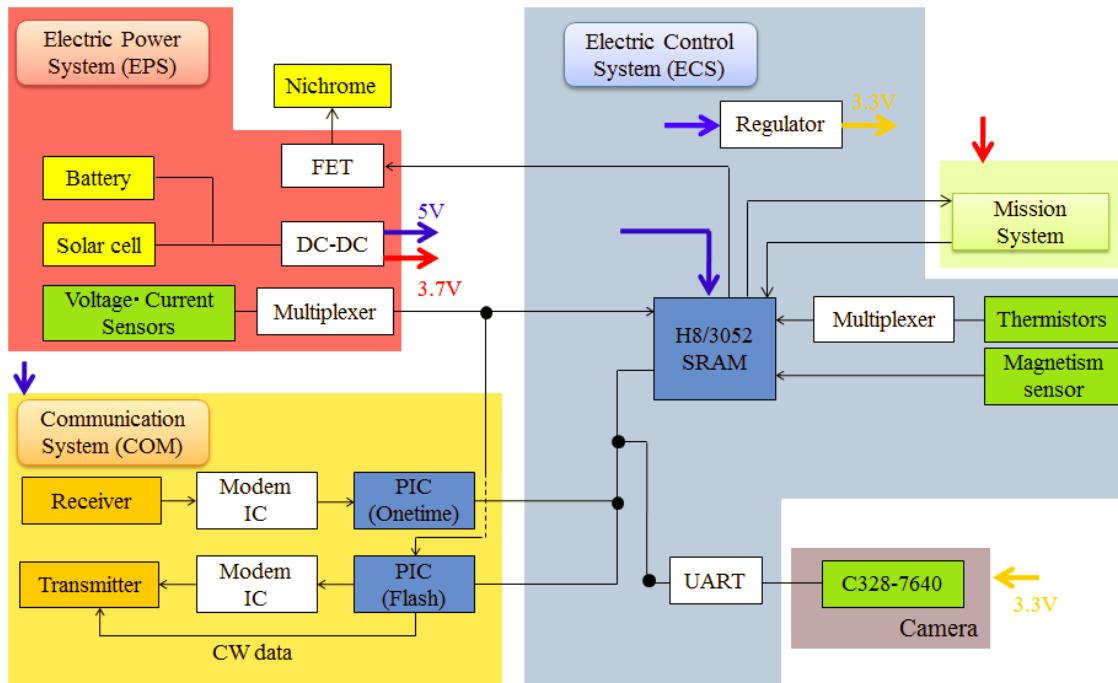 Electric Power
System (EPS)
Electric Control
System (ECS)
Nichrome
3.3V
Regulator
FET
Battery
5V
Solar cell
DC-DC
Mission
System
3.7V
Voltage・Current
Sensors
Multiplexer
H8/3052
SRAM
Multiplexer
Thermistors
Magnetism
sensor
Communication
System (COM)
Receiver
Modem
IC
PIC
(Onetime)
Transmitter
Modem
IC
PIC
(Flash)
UART
C328-7640
3.3V
Camera
CW data